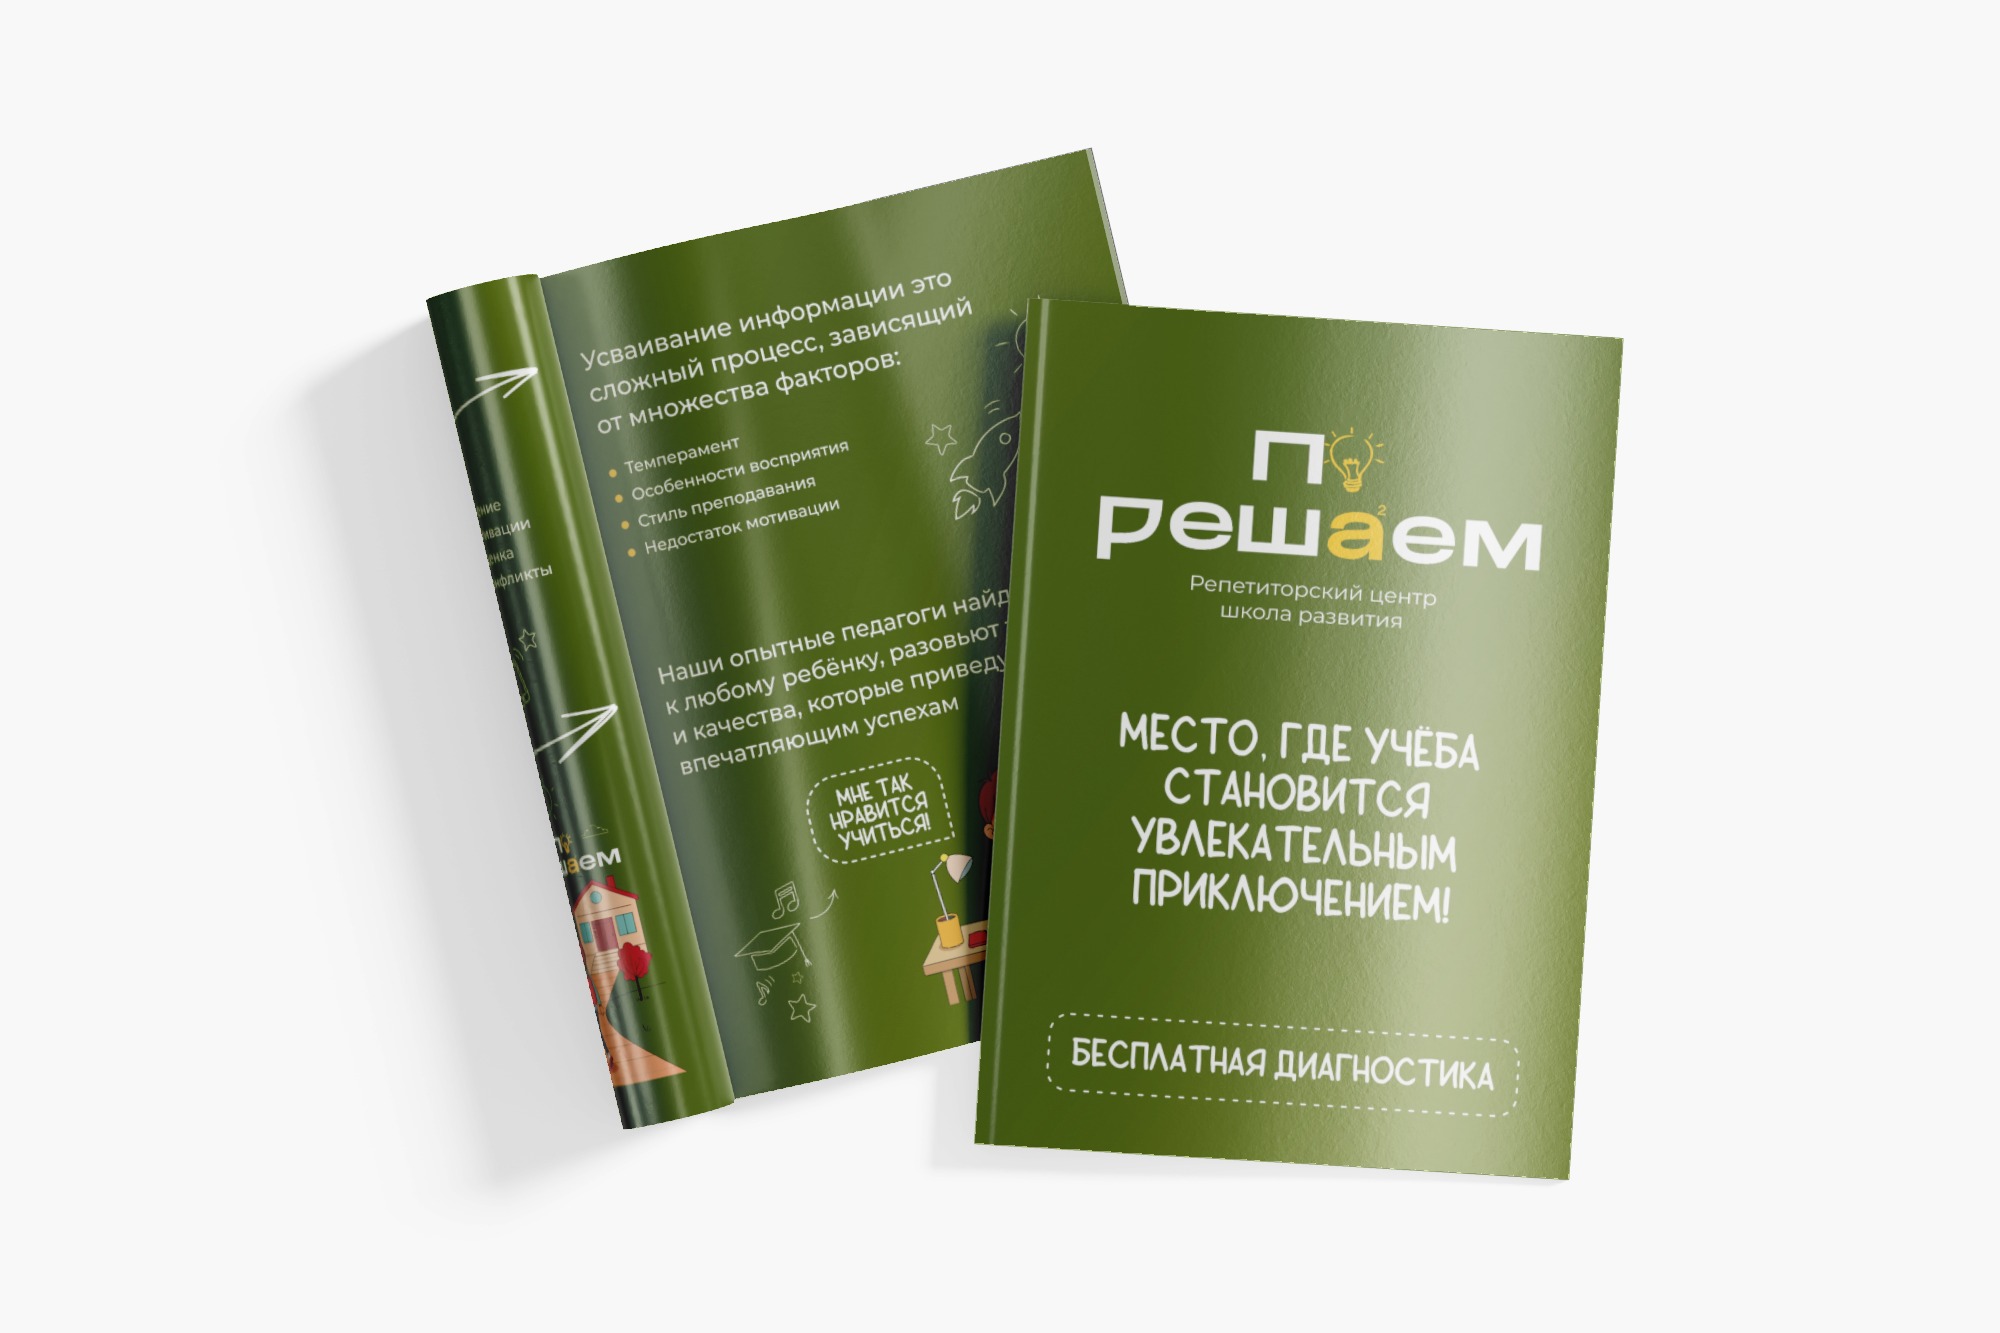 Усваивание информации это
сложный процесс, зависящий
от множества факторов:
Темперамент
Особенности восприятия
Стиль преподавания
Недостаток мотивации
Наши опытные педагоги
к любому ребёнку, разовьют
и качества, которые
впечатляющим успехам
МНЕ ТАК
НРАВИТСЯ
УЧИТЬСЯ!
П
решаем
2
Репетиторский центр
школа развития
МЕСТО, ГДЕ УЧЁБА
СТАНОВИТСЯ
УВЛЕКАТЕЛЬНЫМ
ПРИКЛЮЧЕНИЕМ!
БЕСПЛАТНАЯ ДИАГНОСТИКА